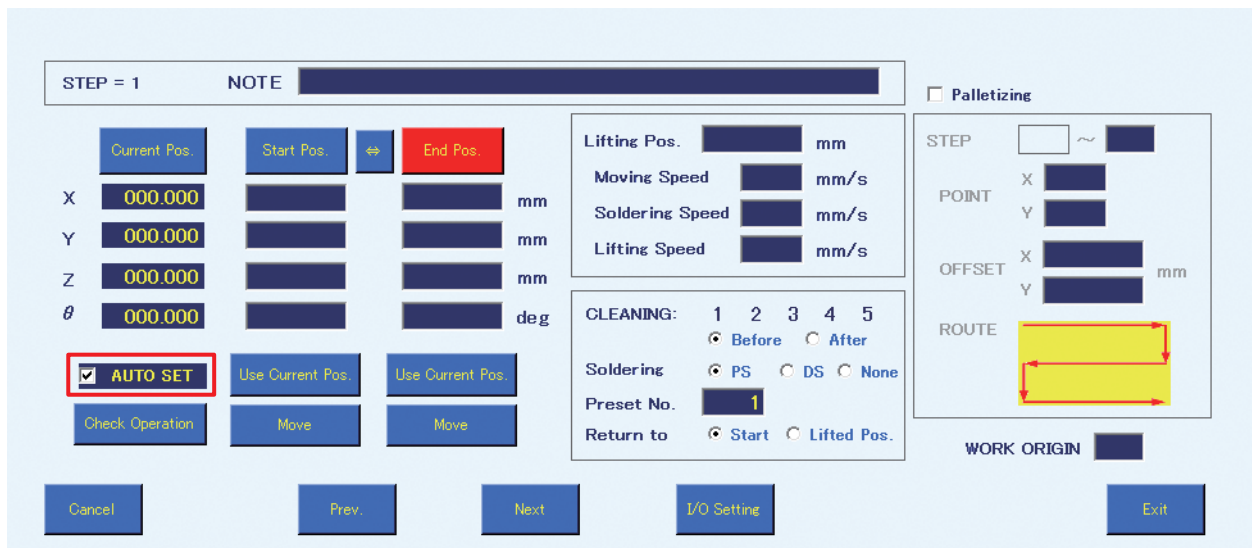 STEP = 1 NOTE
Palletizing
Current Pos. Start Pos. ⇔ End Pos.
X 000.000 mm
Y 000.000 mm
Z 000.000 mm
θ 000.000 deg
AUTO SET Use Current Pos. Use Current Pos.
Check Operation Move Move
Lifting Pos. mm
Moving Speed mm/s
Soldering Speed mm/s
Lifting Speed mm/s
CLEANING: 1 2 3 4 5
Before After
Soldering PS DS None
Preset No. 1
Return to Start Lifted Pos.
STEP ~
POINT X
Y
OFFSET X
Y mm
ROUTE
WORK ORIGIN
Cancel Prev. Next I/O Setting Exit